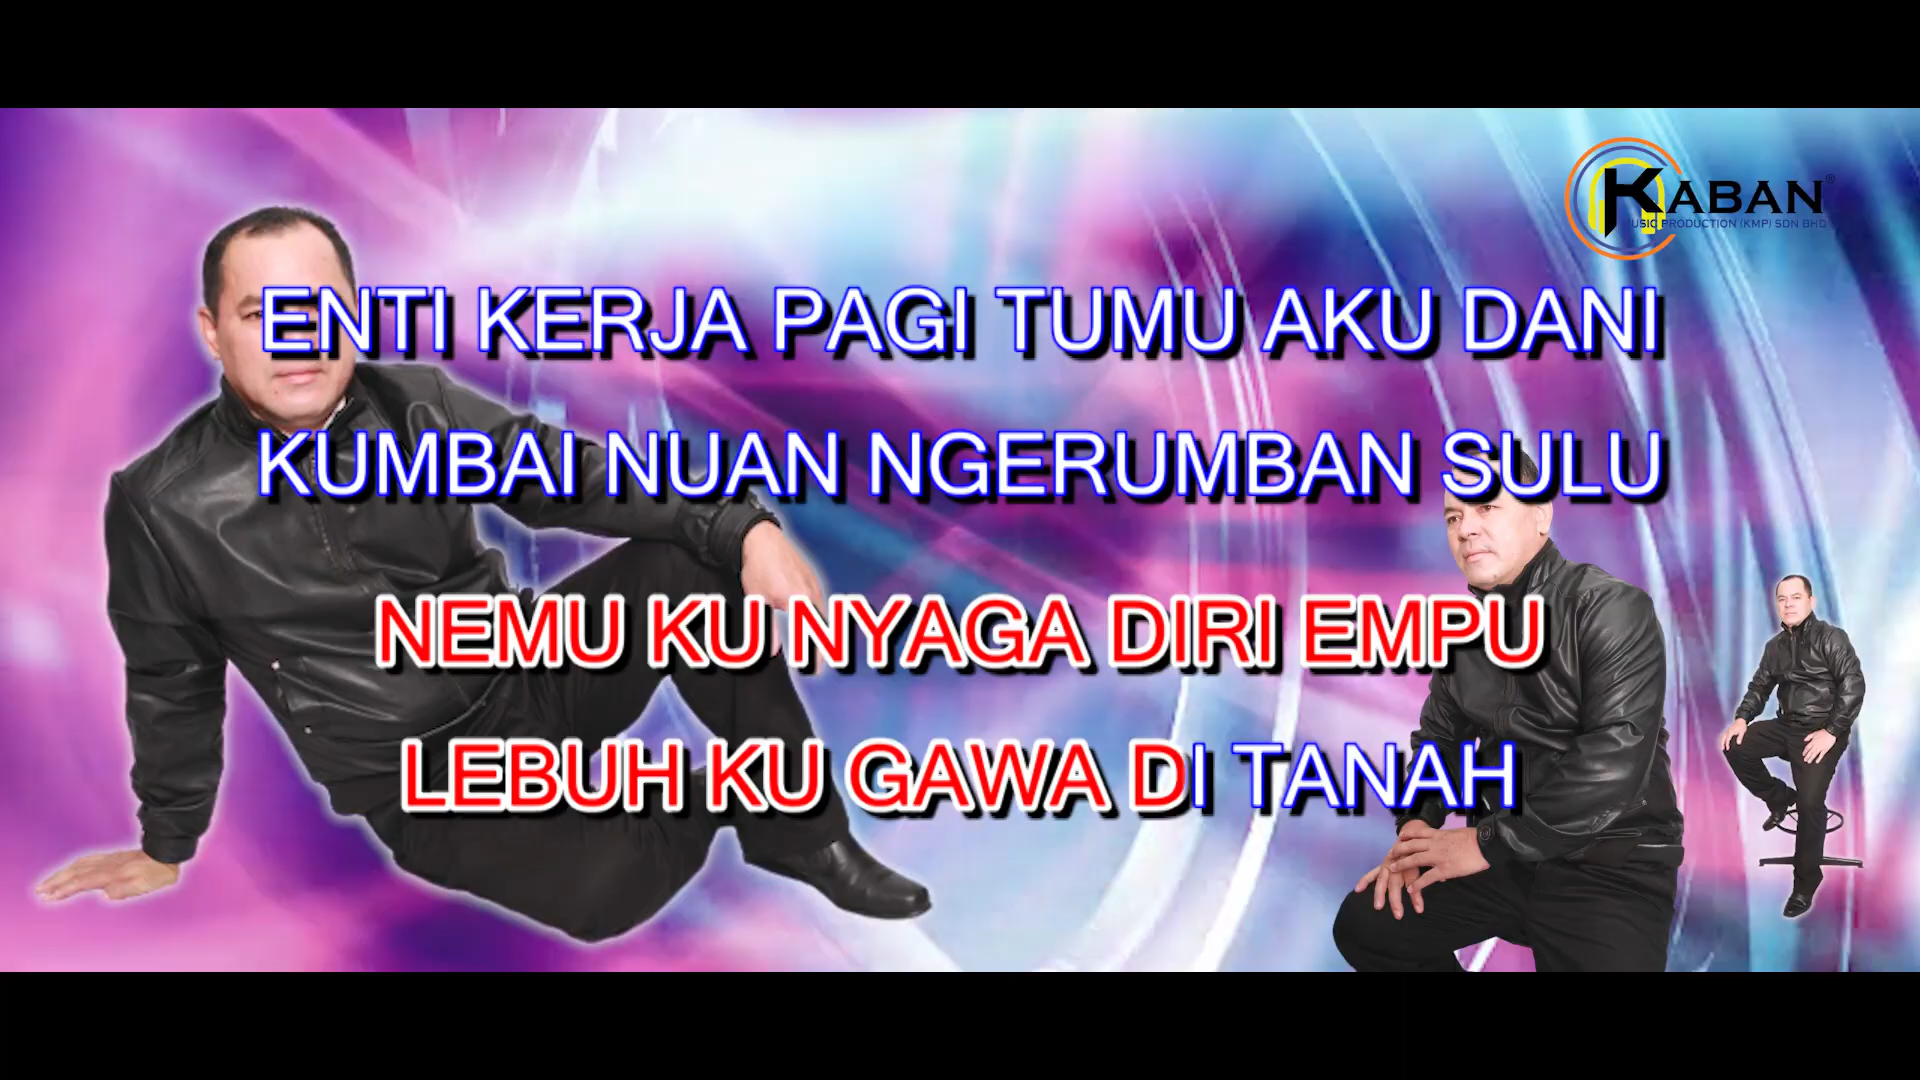 KABAN®
MUSIC PRODUCTION (KMP) SDN BHD
ENTI KERJA PAGI TUMU AKU DANI
KUMBAI NUAN NGERUMBAN SULU
NEMU KU NYAGA DIRI EMPU
LEBUH KU GAWA DI TANAH